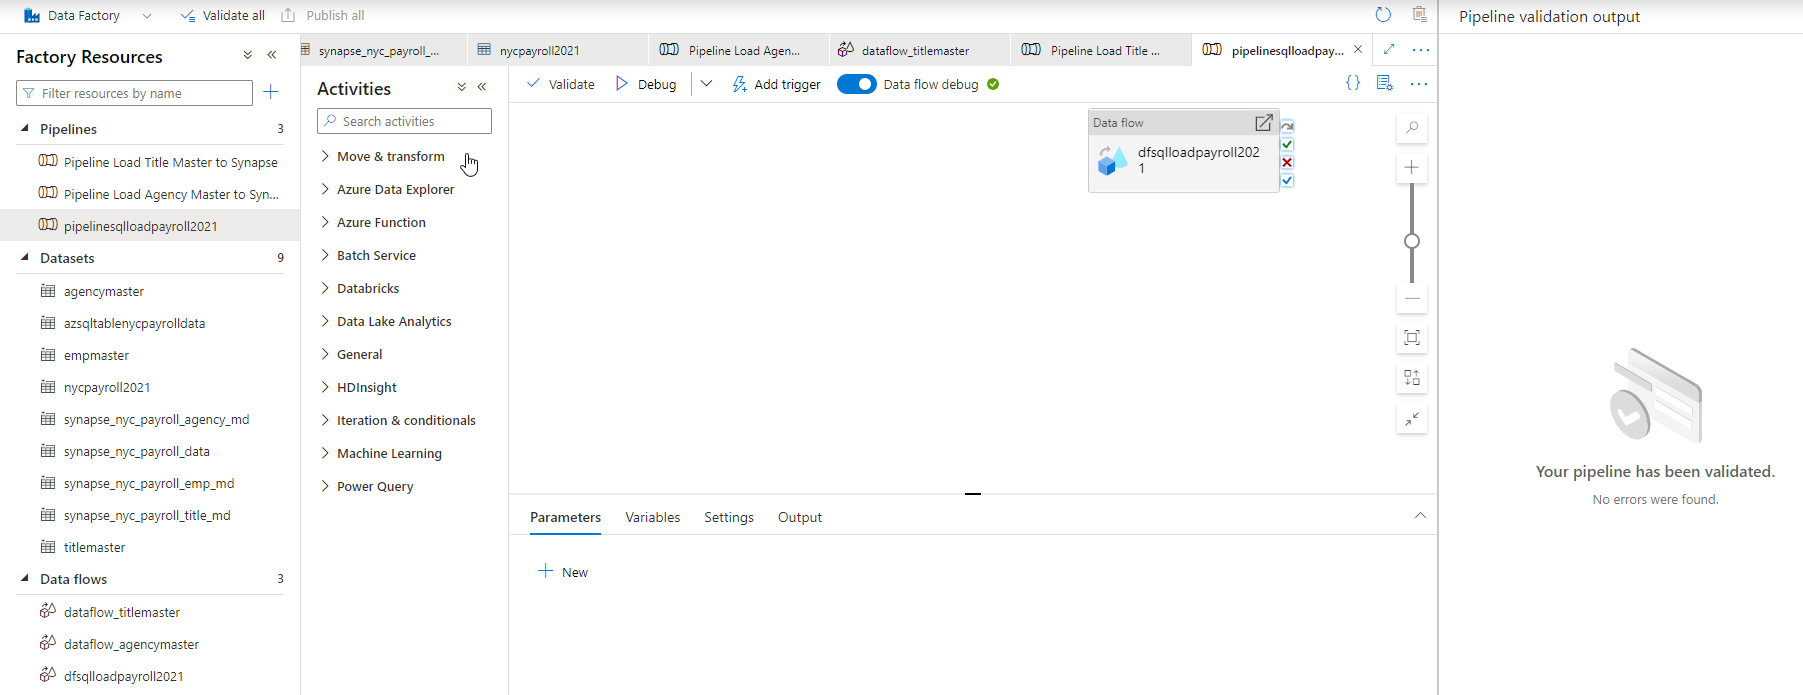 Data Factory
Validate all
Publish all
Pipeline validation output
Factory Resources
Filter resources by name
Pipelines 3
Pipeline Load Title Master to Synapse
Pipeline Load Agency Master to Syn...
pipelinesqlloadpayroll2021
Datasets 9
agencymaster
azsqltablenycpayrolldata
empmaster
nycpayroll2021
synapse_nyc_payroll_agency_md
synapse_nyc_payroll_data
synapse_nyc_payroll_emp_md
synapse_nyc_payroll_title_md
titlemaster
Data flows 3
dataflow_titlemaster
dataflow_agencymaster
dfsqlloadpayroll2021
synapse_nyc_payroll_...
nycpayroll2021
Pipeline Load Agen...
dataflow_titlemaster
Pipeline Load Title ...
pipelinesqlloadpay...
Activities
Search activities
Move & transform
Azure Data Explorer
Azure Function
Batch Service
Databricks
Data Lake Analytics
General
HDInsight
Iteration & conditionals
Machine Learning
Power Query
Validate
Debug
Add trigger
Data flow debug
{}
Data flow
dfsqlloadpayroll202
1
Parameters
Variables
Settings
Output
New
Your pipeline has been validated.
No errors were found.